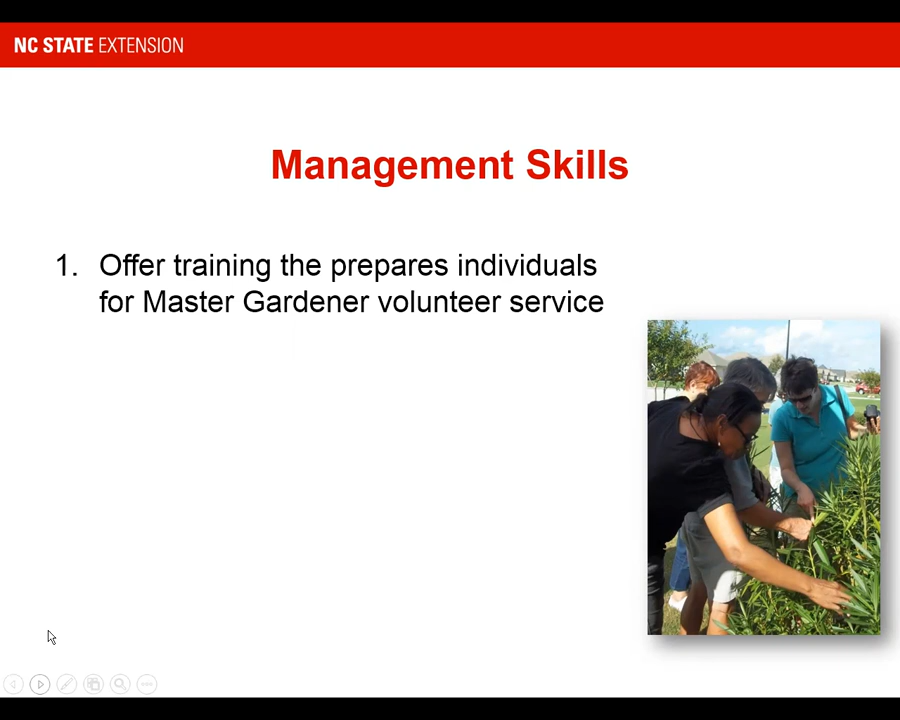 NC STATE EXTENSION
Management Skills
1. Offer training the prepares individuals
for Master Gardener volunteer service